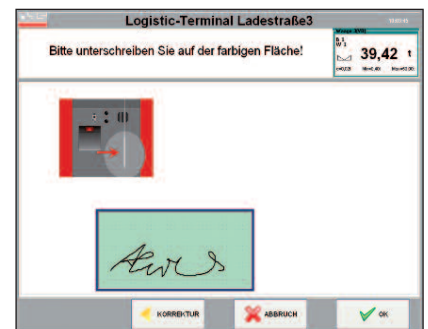 Logistic-Terminal Ladestraße3
Bitte unterschreiben Sie auf der farbigen Fläche!
39,42 t
KORREKTUR
ABBRUCH
OK